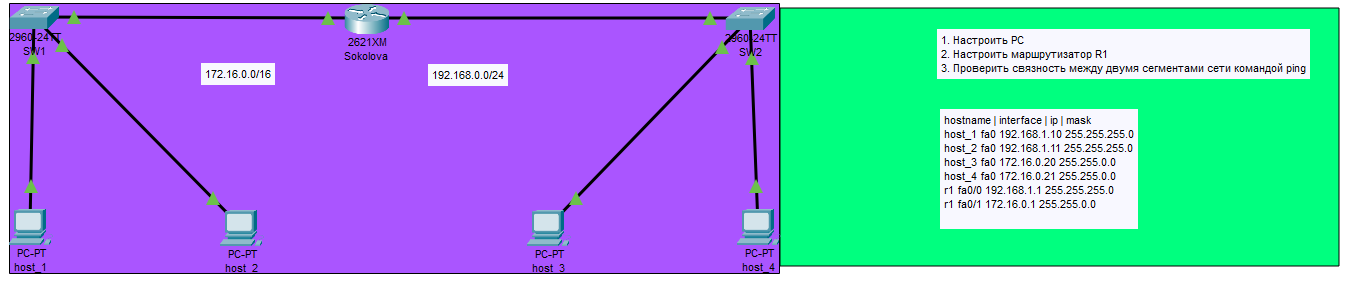 2960-24TT
SW1
2621XM
Sokolova
2960-24TT
SW2
172.16.0.0/16
192.168.0.0/24
PC-PT
host_1
PC-PT
host_2
PC-PT
host_3
PC-PT
host_4
1. Настроить PC
2. Настроить маршрутизатор R1
3. Проверить связность между двумя сегментами сети командой ping
hostname | interface | ip | mask
host_1 fa0 192.168.1.10 255.255.255.0
host_2 fa0 192.168.1.11 255.255.255.0
host_3 fa0 172.16.0.20 255.255.0.0
host_4 fa0 172.16.0.21 255.255.0.0
r1 fa0/0 192.168.1.1 255.255.255.0
r1 fa0/1 172.16.0.1 255.255.0.0